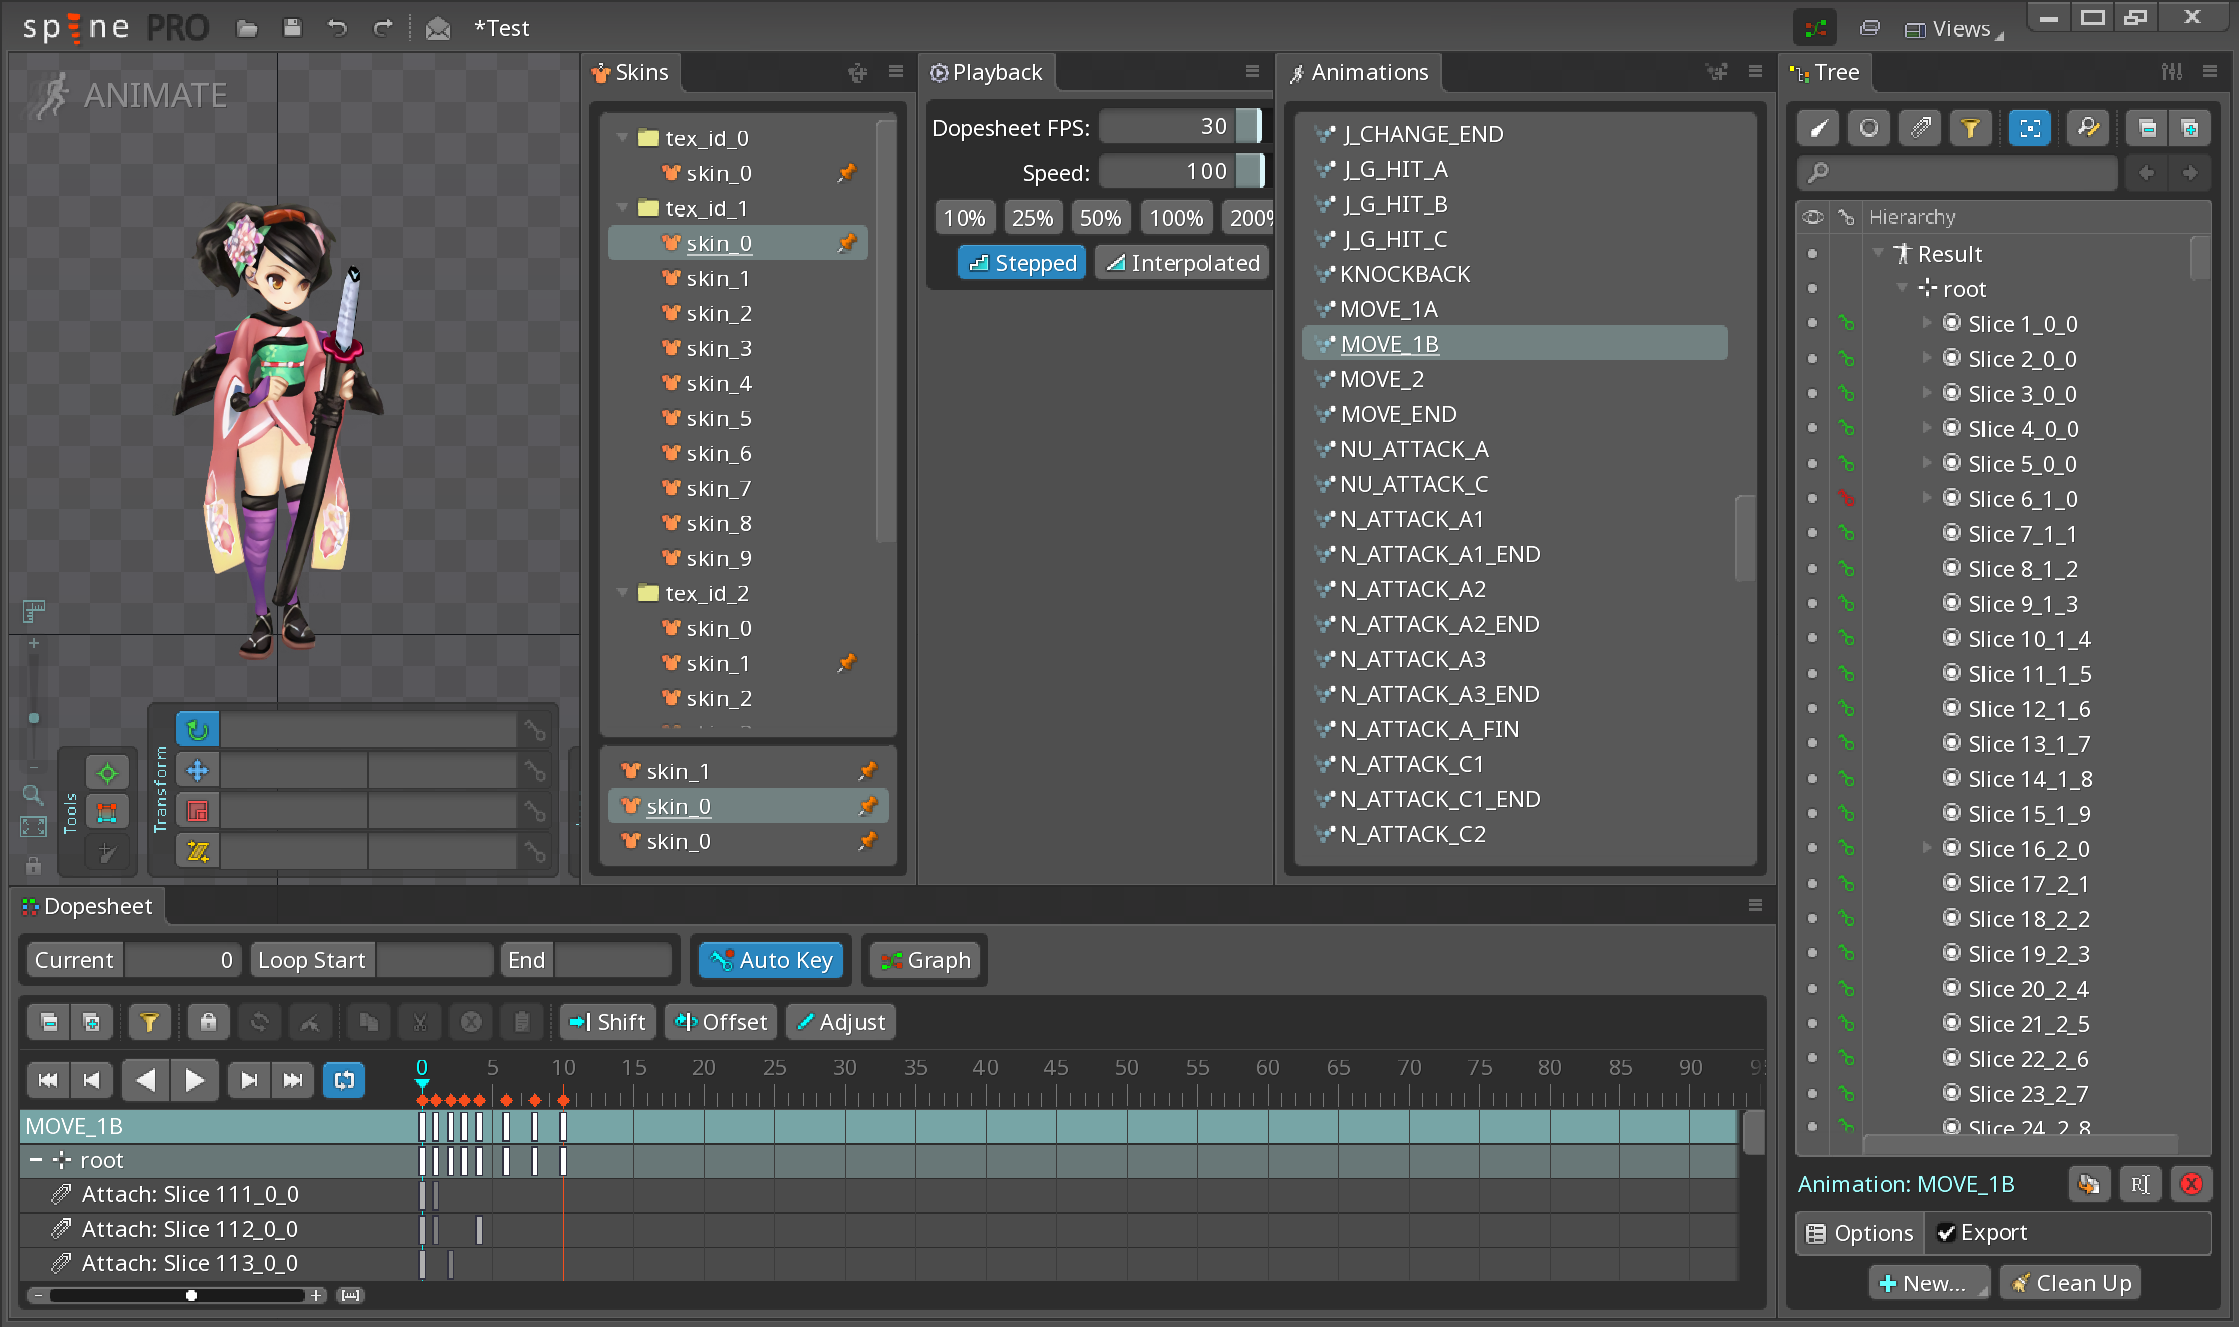 spine PRO
*Test
Views
ANIMATE
Tools
Transform
Skins
tex_id_0
skin_0
tex_id_1
skin_0
skin_1
skin_2
skin_3
skin_4
skin_5
skin_6
skin_7
skin_8
skin_9
tex_id_2
skin_0
skin_1
skin_2
skin_1
skin_0
skin_0
Playback
Dopesheet FPS: 30
Speed: 100
10% 25% 50% 100% 200%
Stepped Interpolated
Animations
J_CHANGE_END
J_G_HIT_A
J_G_HIT_B
J_G_HIT_C
KNOCKBACK
MOVE_1A
MOVE_1B
MOVE_2
MOVE_END
NU_ATTACK_A
NU_ATTACK_C
N_ATTACK_A1
N_ATTACK_A1_END
N_ATTACK_A2
N_ATTACK_A2_END
N_ATTACK_A3
N_ATTACK_A3_END
N_ATTACK_A_FIN
N_ATTACK_C1
N_ATTACK_C1_END
N_ATTACK_C2
Tree
Hierarchy
Result
root
Slice 1_0_0
Slice 2_0_0
Slice 3_0_0
Slice 4_0_0
Slice 5_0_0
Slice 6_1_0
Slice 7_1_1
Slice 8_1_2
Slice 9_1_3
Slice 10_1_4
Slice 11_1_5
Slice 12_1_6
Slice 13_1_7
Slice 14_1_8
Slice 15_1_9
Slice 16_2_0
Slice 17_2_1
Slice 18_2_2
Slice 19_2_3
Slice 20_2_4
Slice 21_2_5
Slice 22_2_6
Slice 23_2_7
Slice 24_2_8
Animation: MOVE_1B
Options Export
New... Clean Up
Dopesheet
Current 0 Loop Start End Auto Key Graph
Shift Offset Adjust
0 5 10 15 20 25 30 35 40 45 50 55 60 65 70 75 80 85 90 95
MOVE_1B
root
Attach: Slice 111_0_0
Attach: Slice 112_0_0
Attach: Slice 113_0_0